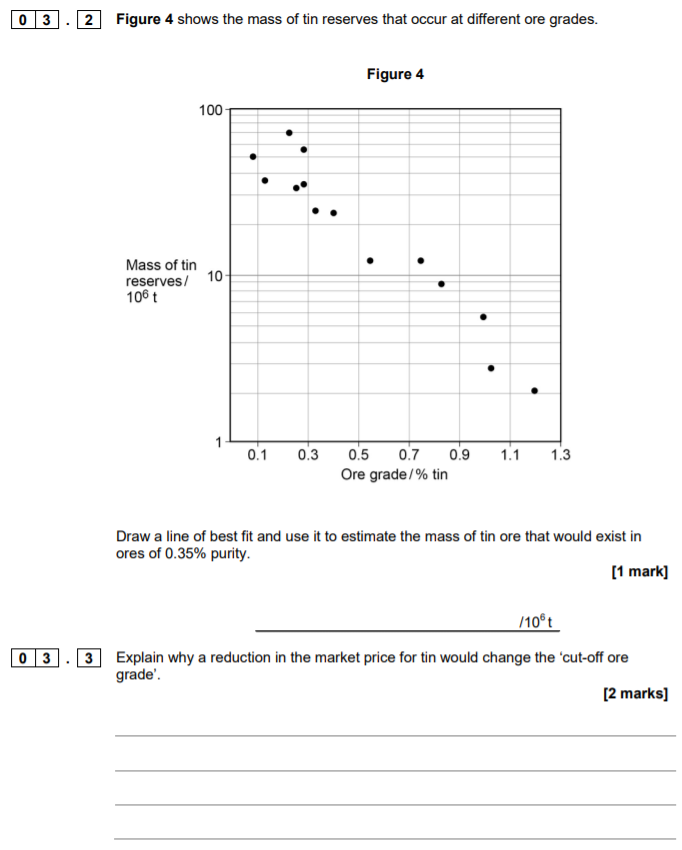 0 3 . 2 Figure 4 shows the mass of tin reserves that occur at different ore grades.
Figure 4
100
Mass of tin
reserves/ 10
10⁶ t
1
0.1 0.3 0.5 0.7 0.9 1.1 1.3
Ore grade/% tin
Draw a line of best fit and use it to estimate the mass of tin ore that would exist in
ores of 0.35% purity.
[1 mark]
/10⁶ t
0 3 . 3 Explain why a reduction in the market price for tin would change the ‘cut-off ore
grade’.
[2 marks]